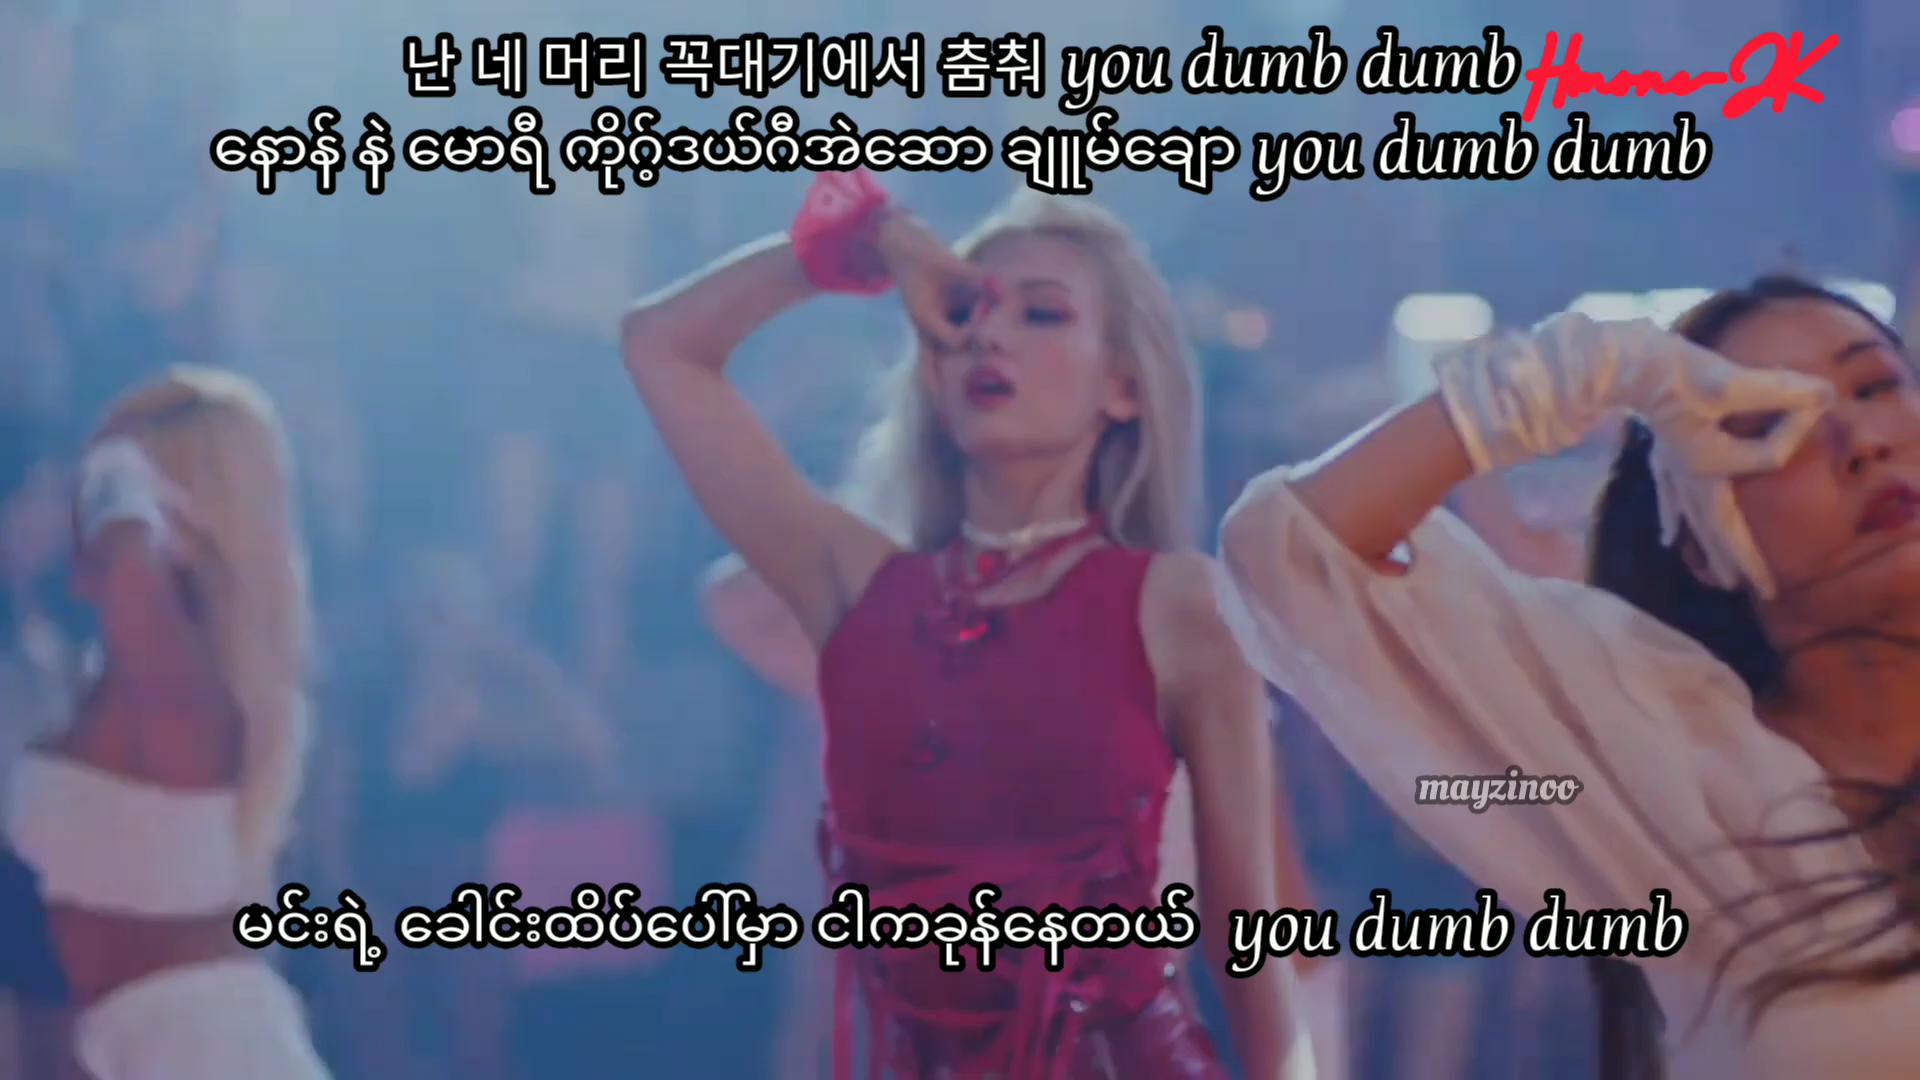 난 네 머리 꼭대기에서 춤춰 you dumb dumb
နောန် နဲ မောရီ ကိုဂ့်ဒယ်ဂီအဲဆော ချူမ်ချော you dumb dumb
mayzinoo
မင်းရဲ့ ခေါင်းထိပ်ပေါ်မှာ ငါကခုန်နေတယ် you dumb dumb